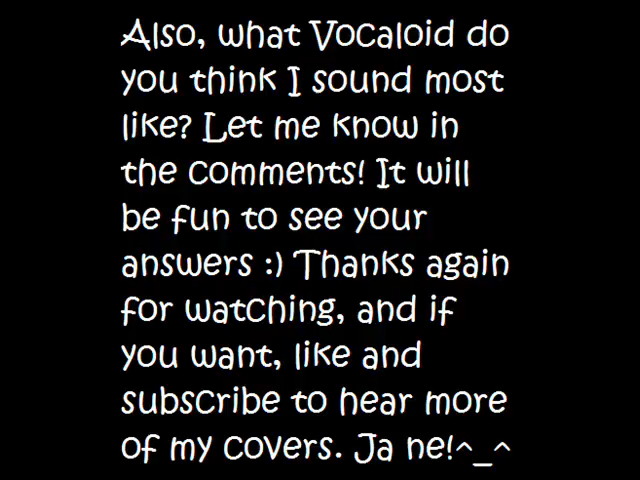 Also, what Vocaloid do
you think I sound most
like? Let me know in
the comments! It will
be fun to see your
answers :) Thanks again
for watching, and if
you want, like and
subscribe to hear more
of my covers. Ja ne!^_^